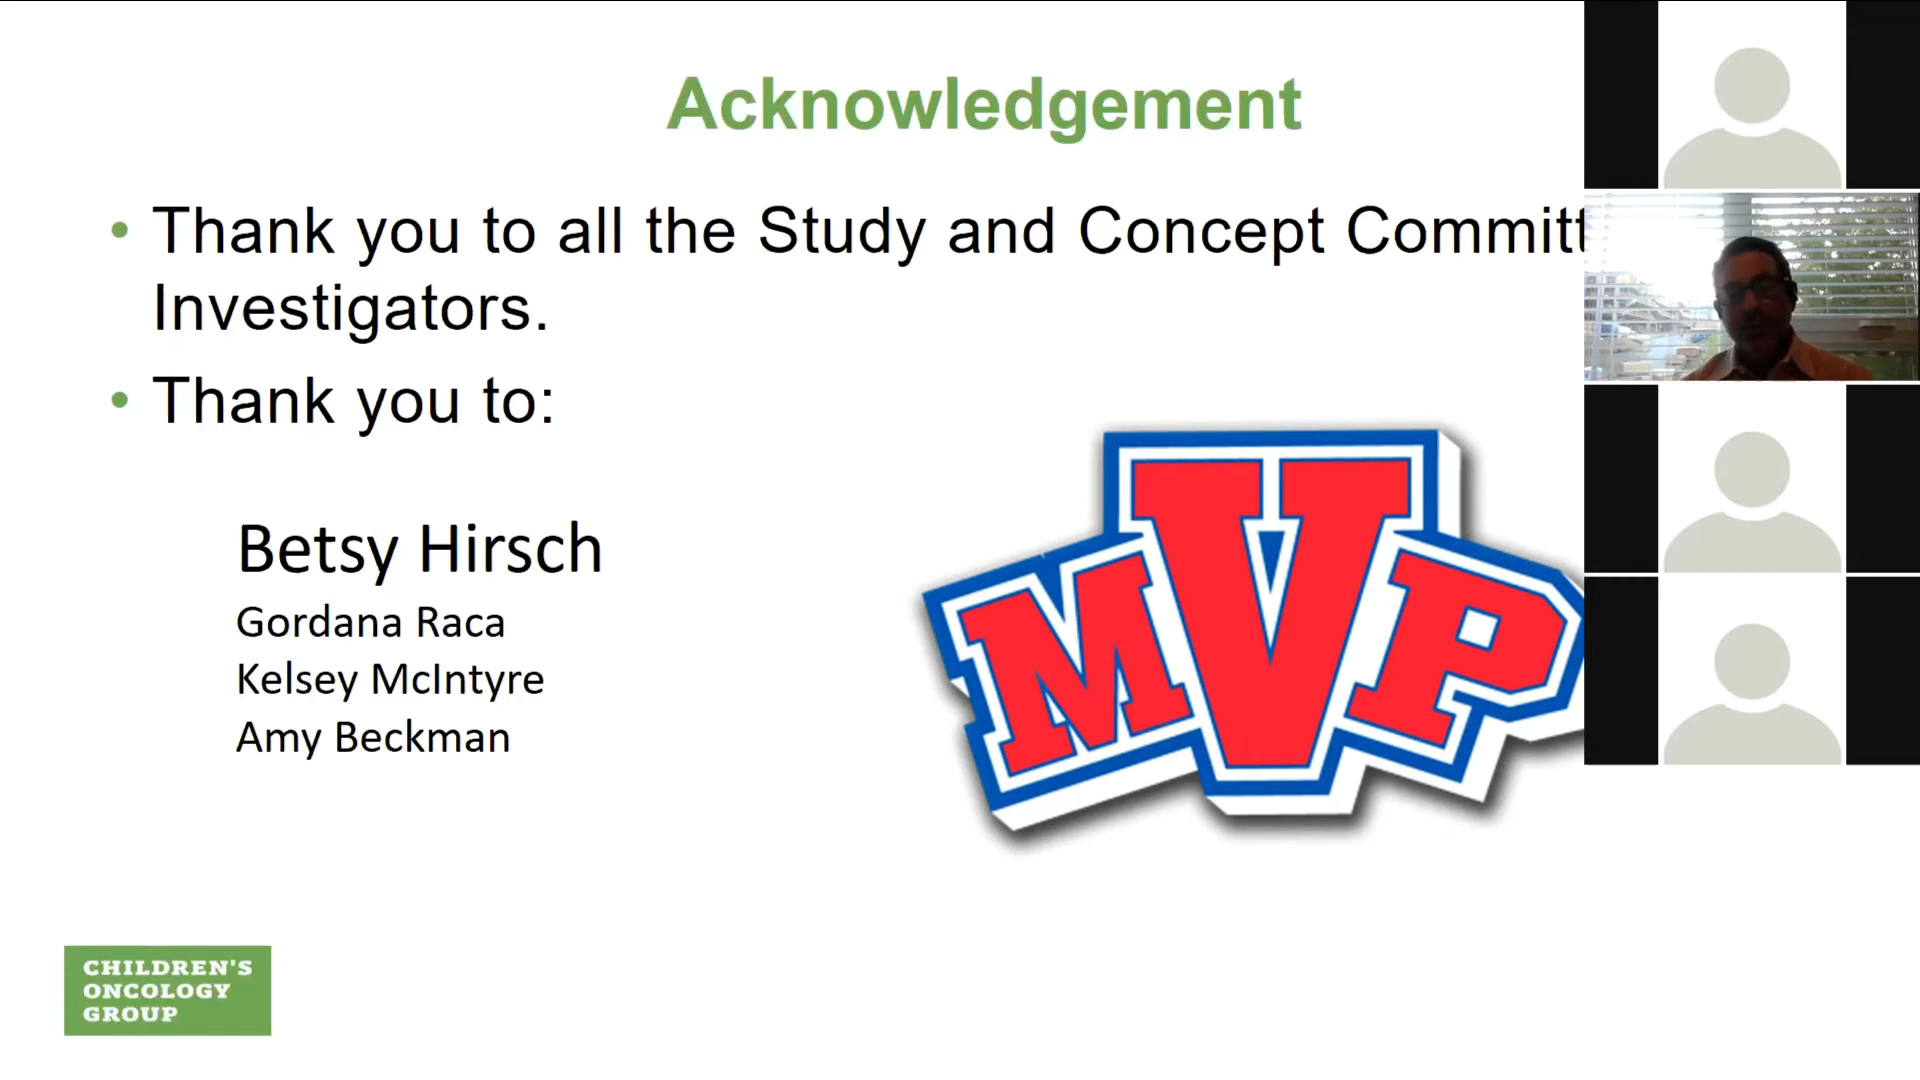 Acknowledgement
• Thank you to all the Study and Concept Committ
Investigators.
• Thank you to:
Betsy Hirsch
Gordana Raca
Kelsey McIntyre
Amy Beckman
MVP
CHILDREN'S
ONCOLOGY
GROUP